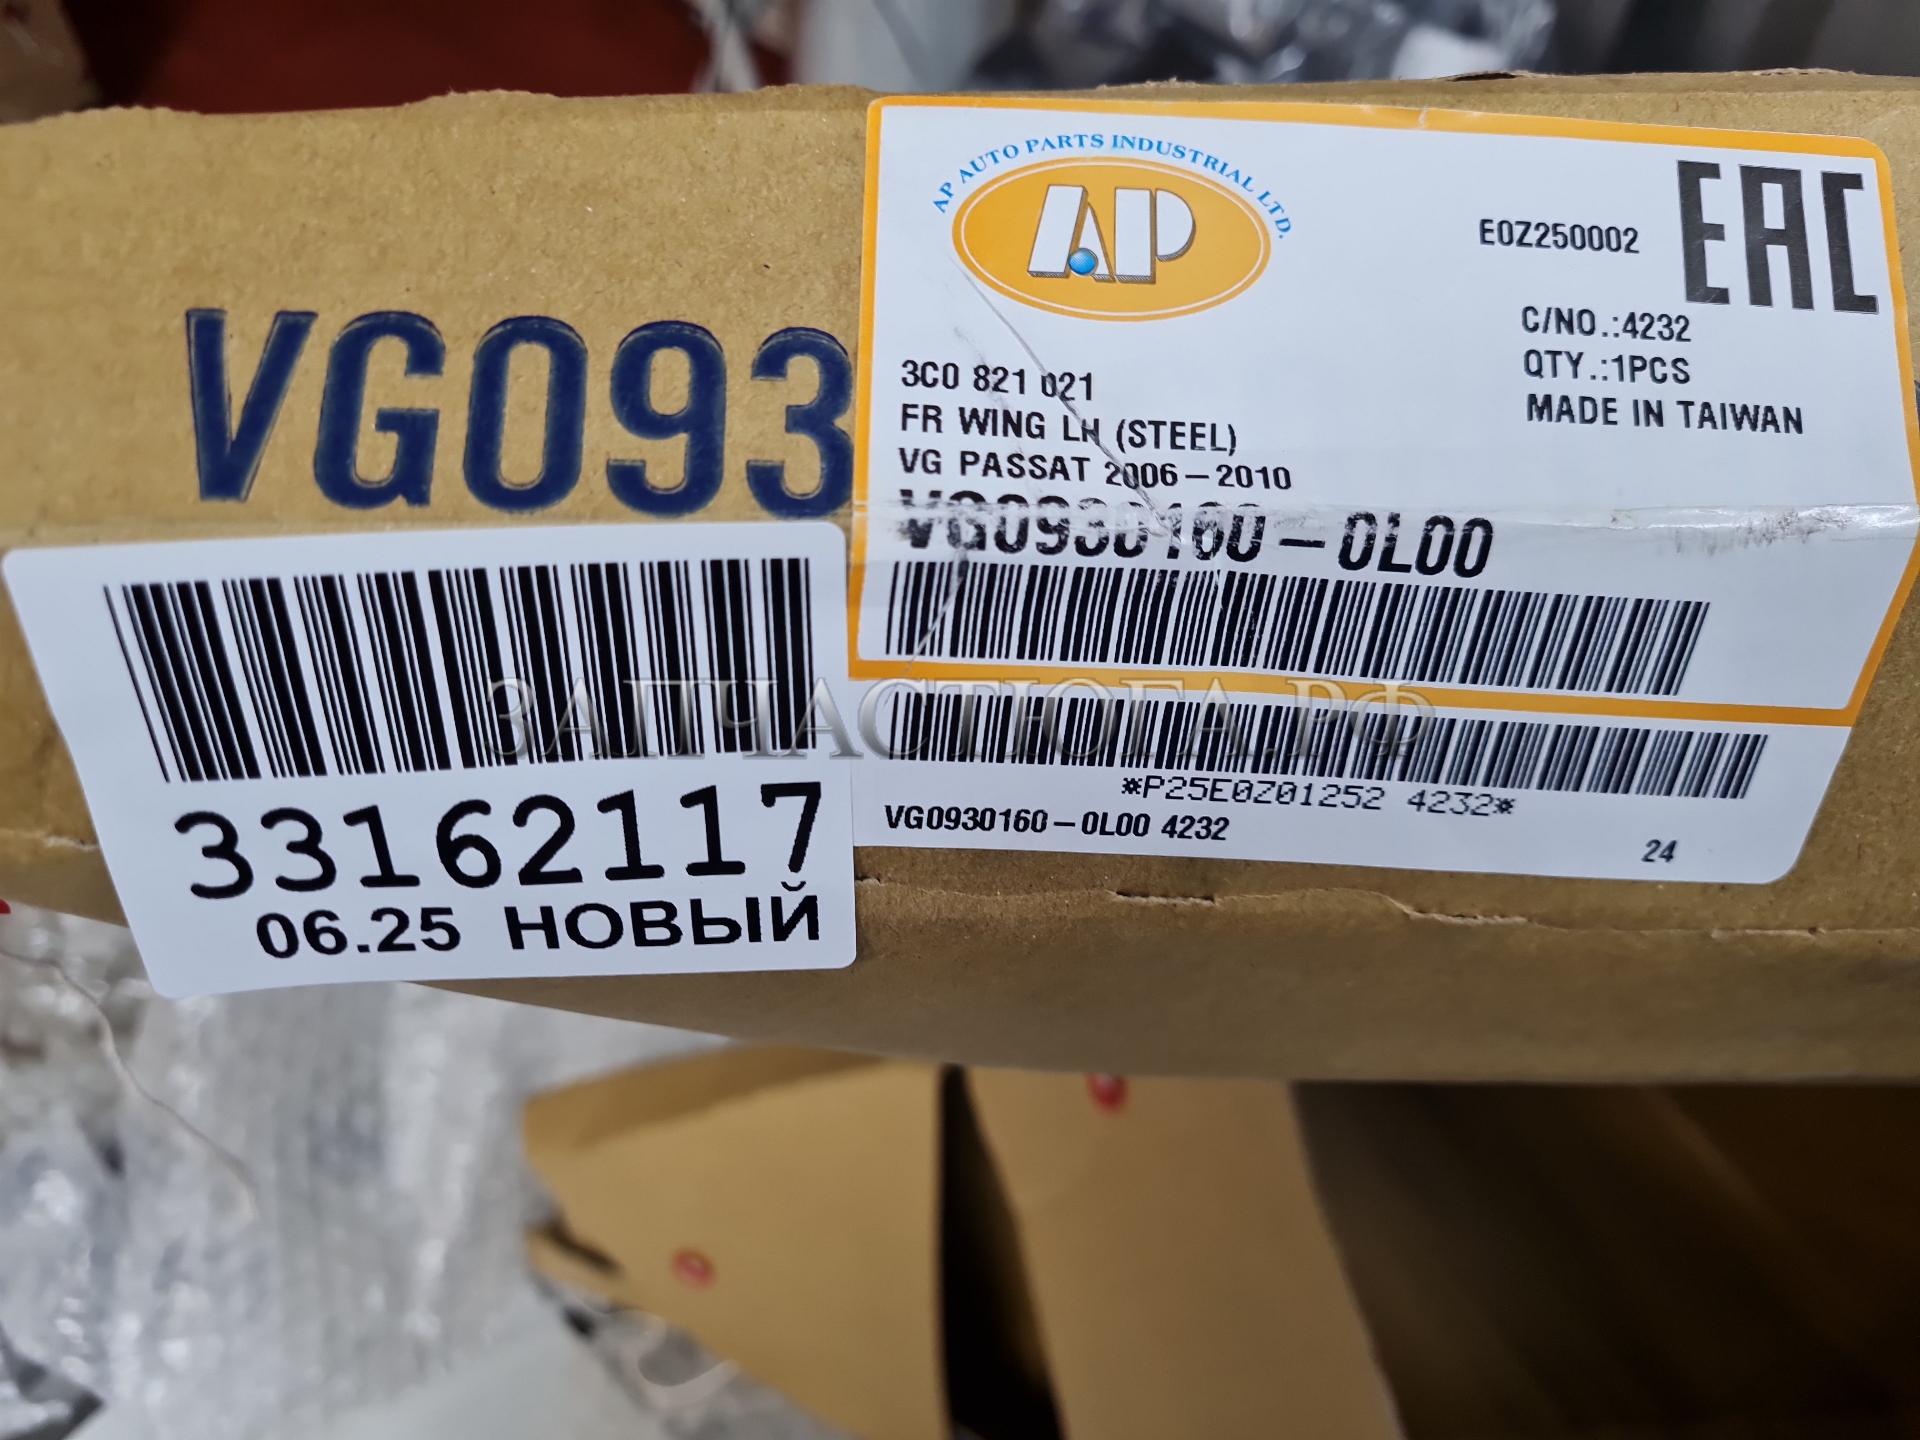 VG093
AP AUTO PARTS INDUSTRIAL LTD.
AP
E0Z250002
EAC
C/NO.:4232
QTY.:1PCS
MADE IN TAIWAN
3C0 821 021
FR WING LH (STEEL)
VG PASSAT 2006-2010
VG0930160-0L00
*P25E0Z01252 4232*
VG0930160-0L00 4232
24
33162117
06.25 НОВЫЙ
ЗАПЧАСТЮГА.РФ